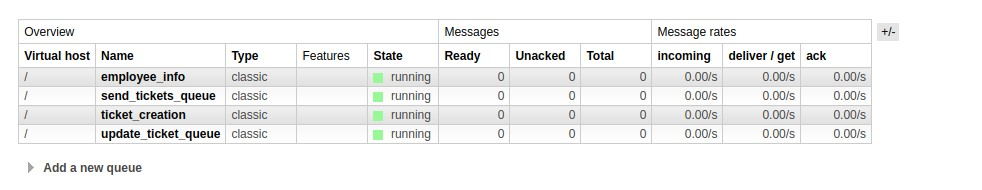 Overview Messages Message rates +/-
Virtual host Name Type Features State Ready Unacked Total incoming deliver / get ack
/ employee_info classic running 0 0 0 0.00/s 0.00/s 0.00/s
/ send_tickets_queue classic running 0 0 0 0.00/s 0.00/s 0.00/s
/ ticket_creation classic running 0 0 0 0.00/s 0.00/s 0.00/s
/ update_ticket_queue classic running 0 0 0 0.00/s 0.00/s 0.00/s
Add a new queue